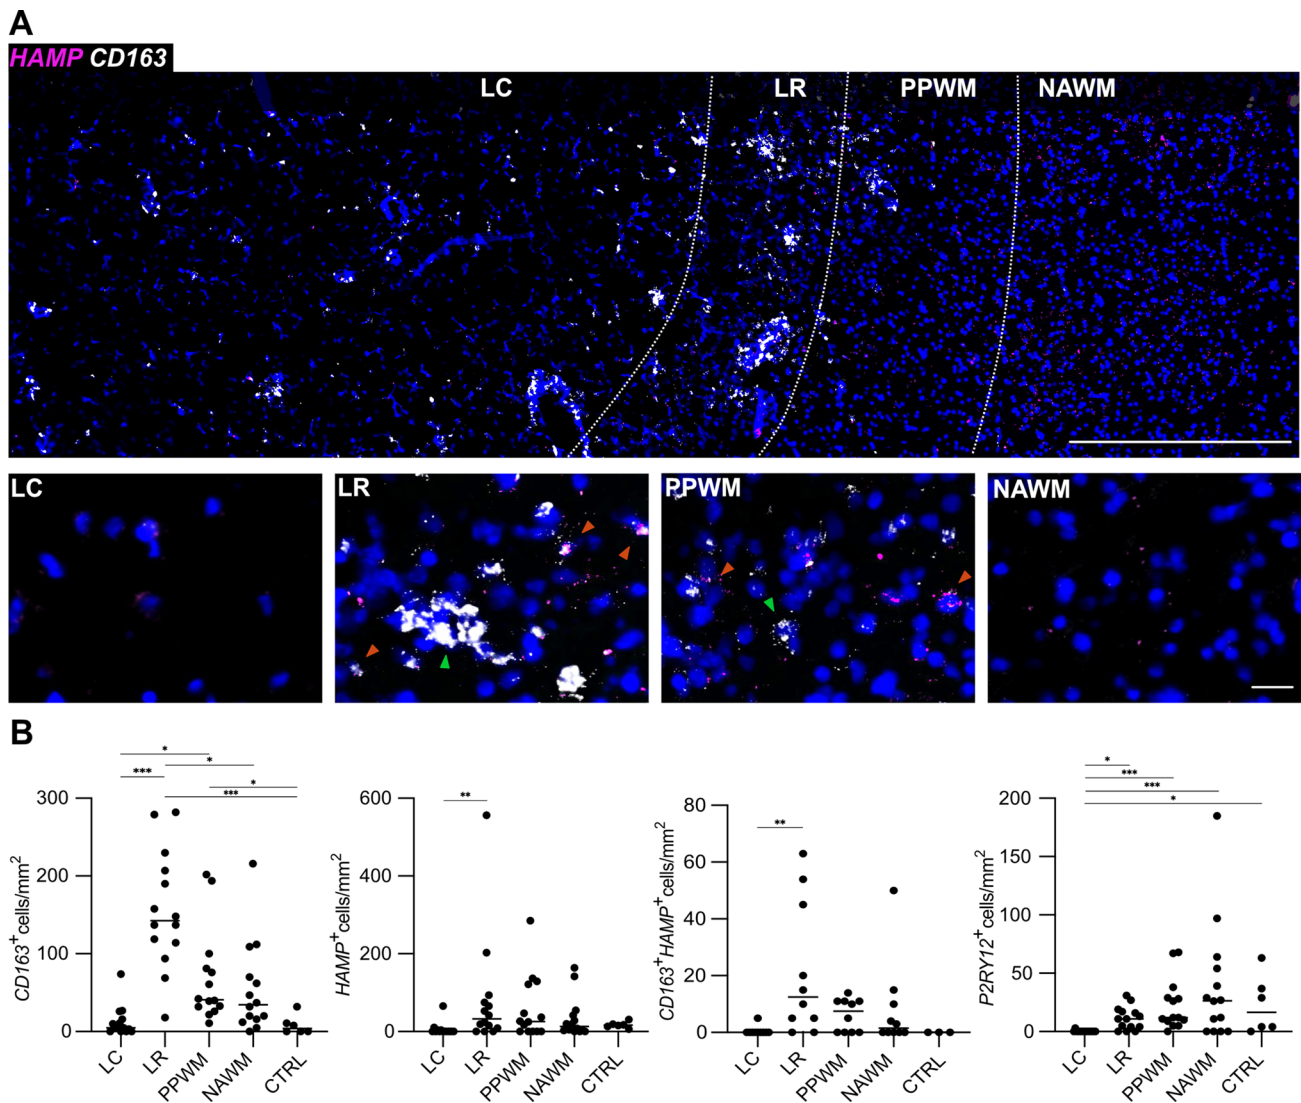 A
HAMP CD163
LC LR PPWM NAWM
LC LR PPWM NAWM
B
* *** * * ***
CD163+cells/mm2
300
200
100
0
LC LR PPWM NAWM CTRL
**
HAMP+cells/mm2
600
400
200
0
LC LR PPWM NAWM CTRL
**
CD163+HAMP+cells/mm2
80
60
40
20
0
LC LR PPWM NAWM CTRL
* *** *** *
P2RY12+cells/mm2
200
150
100
50
0
LC LR PPWM NAWM CTRL